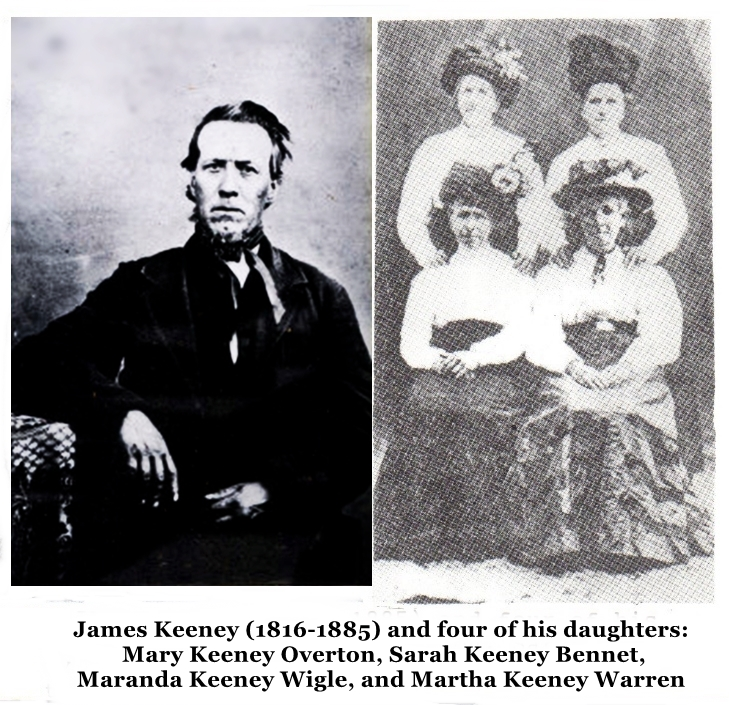 James Keeney (1816-1885) and four of his daughters:
Mary Keeney Overton, Sarah Keeney Bennet,
Maranda Keeney Wigle, and Martha Keeney Warren